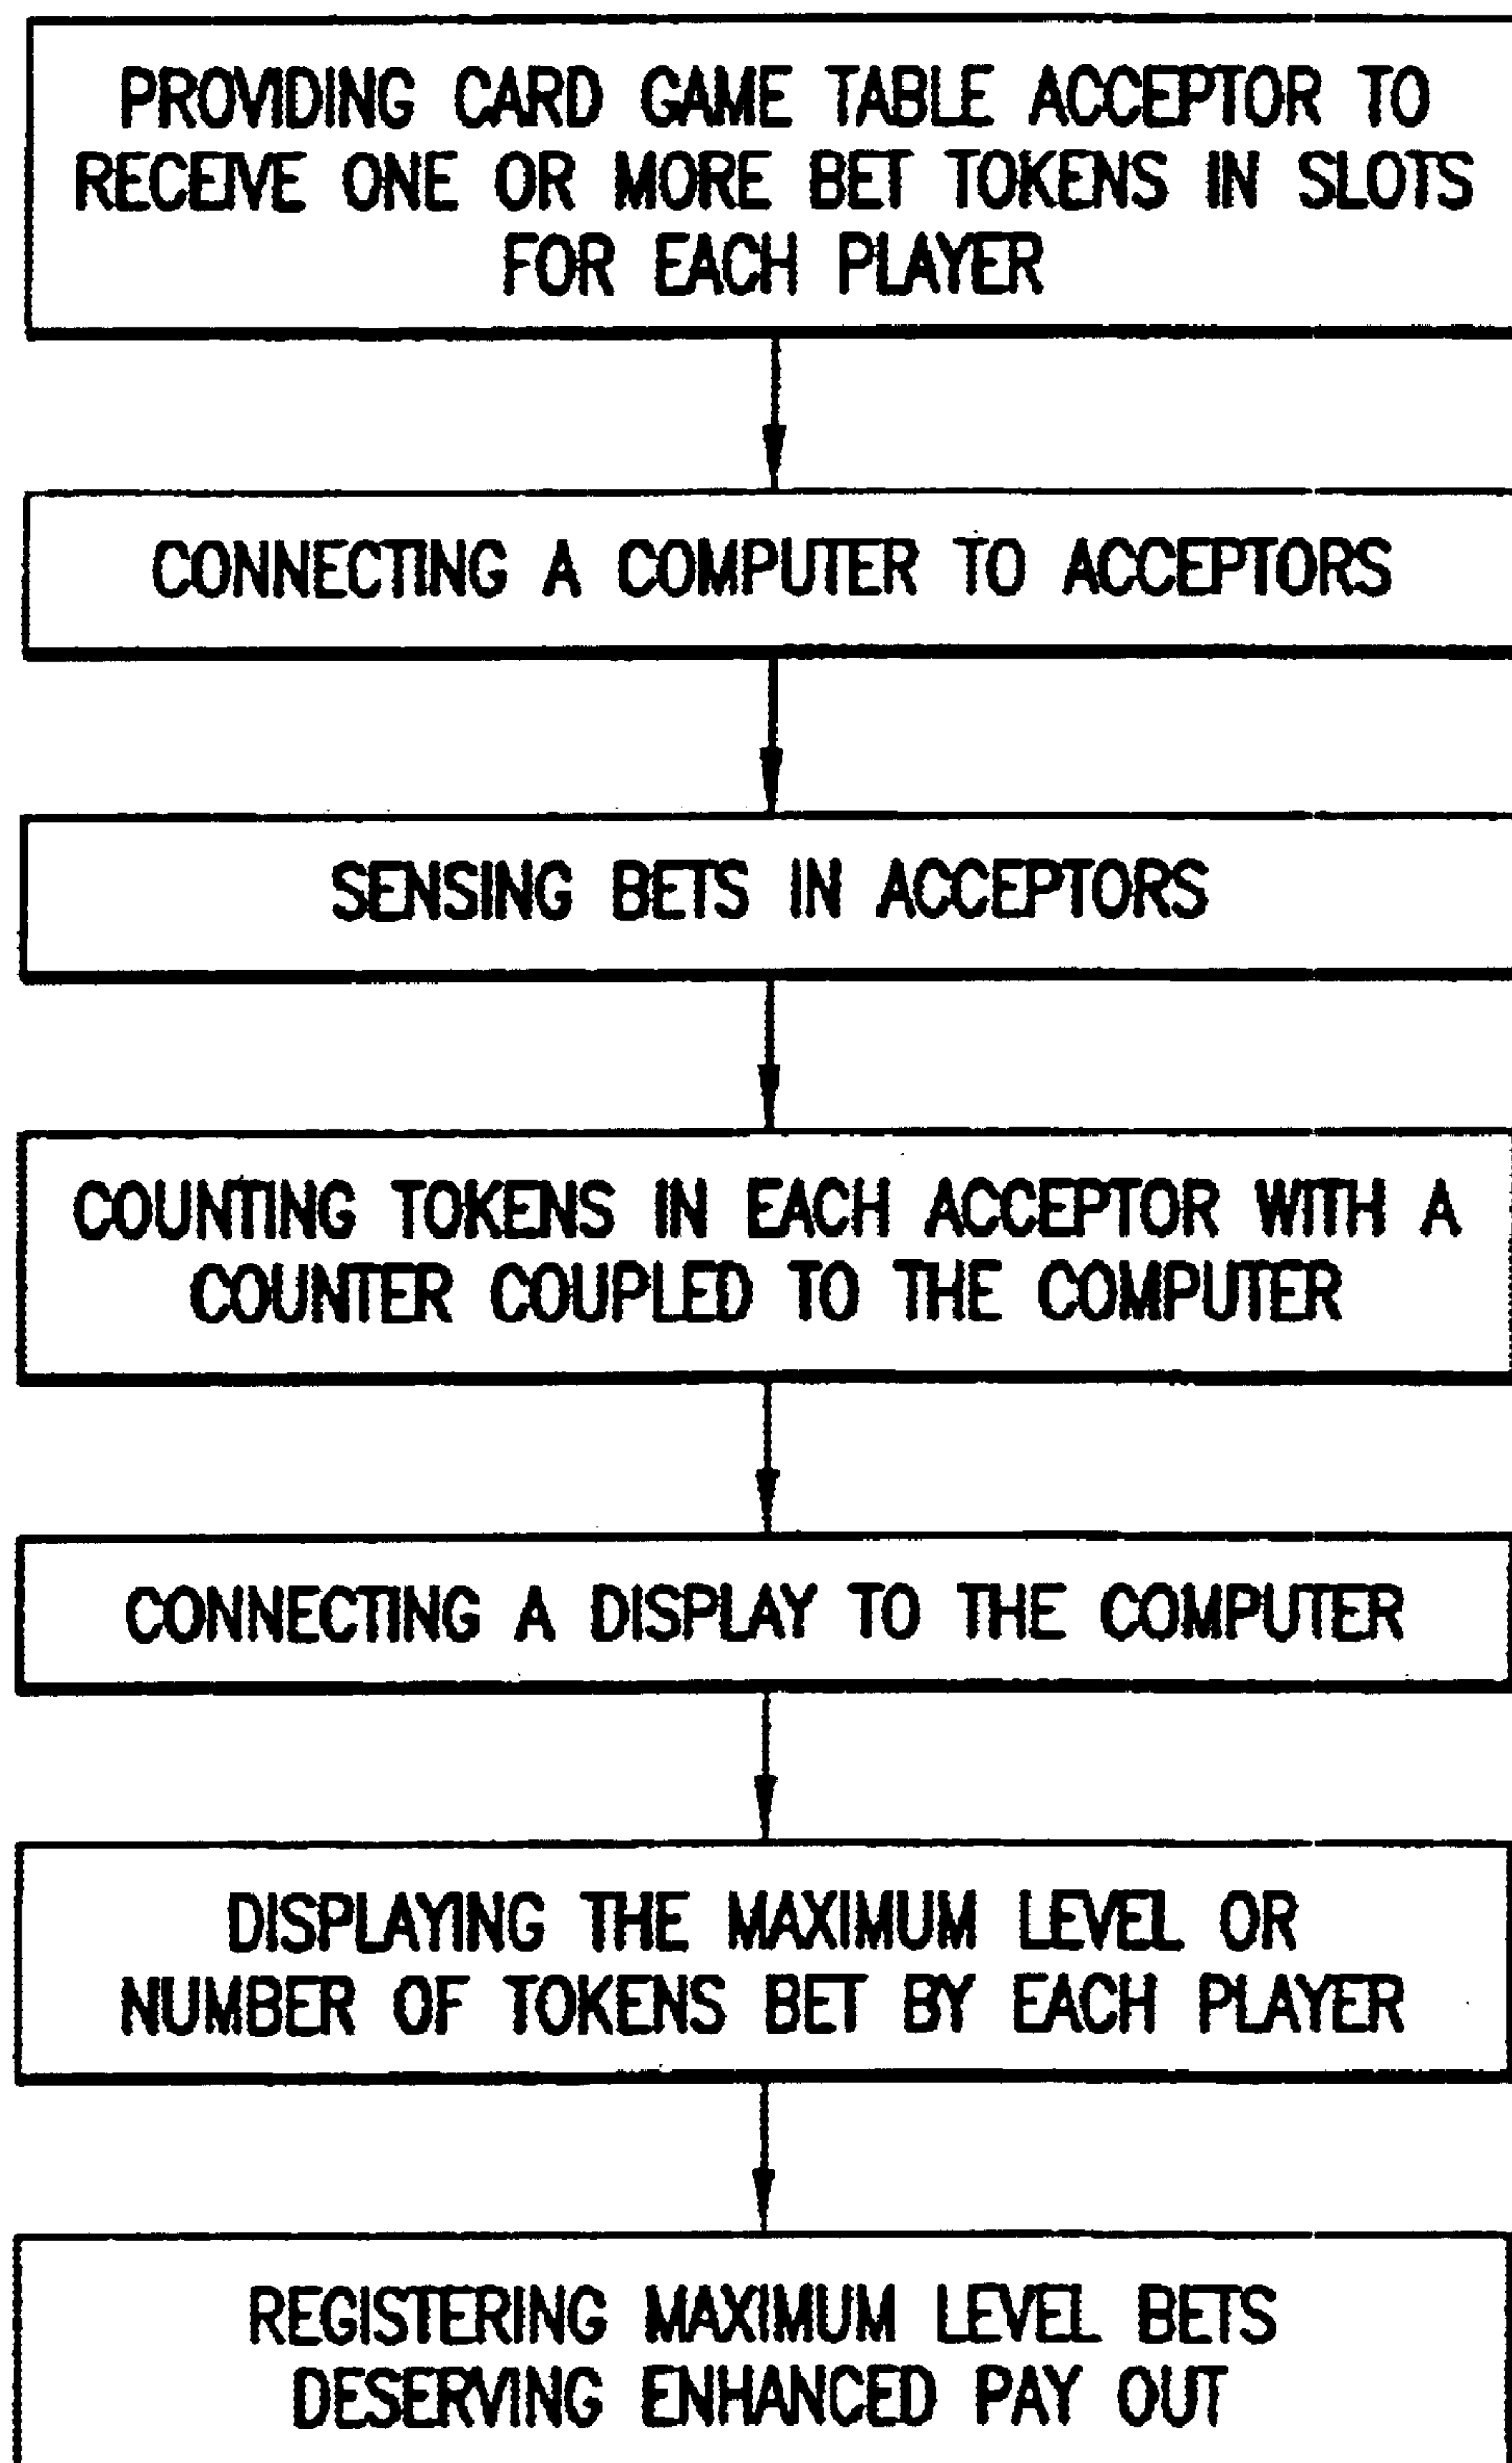 PROVIDING CARD GAME TABLE ACCEPTOR TO
RECEIVE ONE OR MORE BET TOKENS IN SLOTS
FOR EACH PLAYER
CONNECTING A COMPUTER TO ACCEPTORS
SENSING BETS IN ACCEPTORS
COUNTING TOKENS IN EACH ACCEPTOR WITH A
COUNTER COUPLED TO THE COMPUTER
CONNECTING A DISPLAY TO THE COMPUTER
DISPLAYING THE MAXIMUM LEVEL OR
NUMBER OF TOKENS BET BY EACH PLAYER
REGISTERING MAXIMUM LEVEL BETS
DESERVING ENHANCED PAY OUT